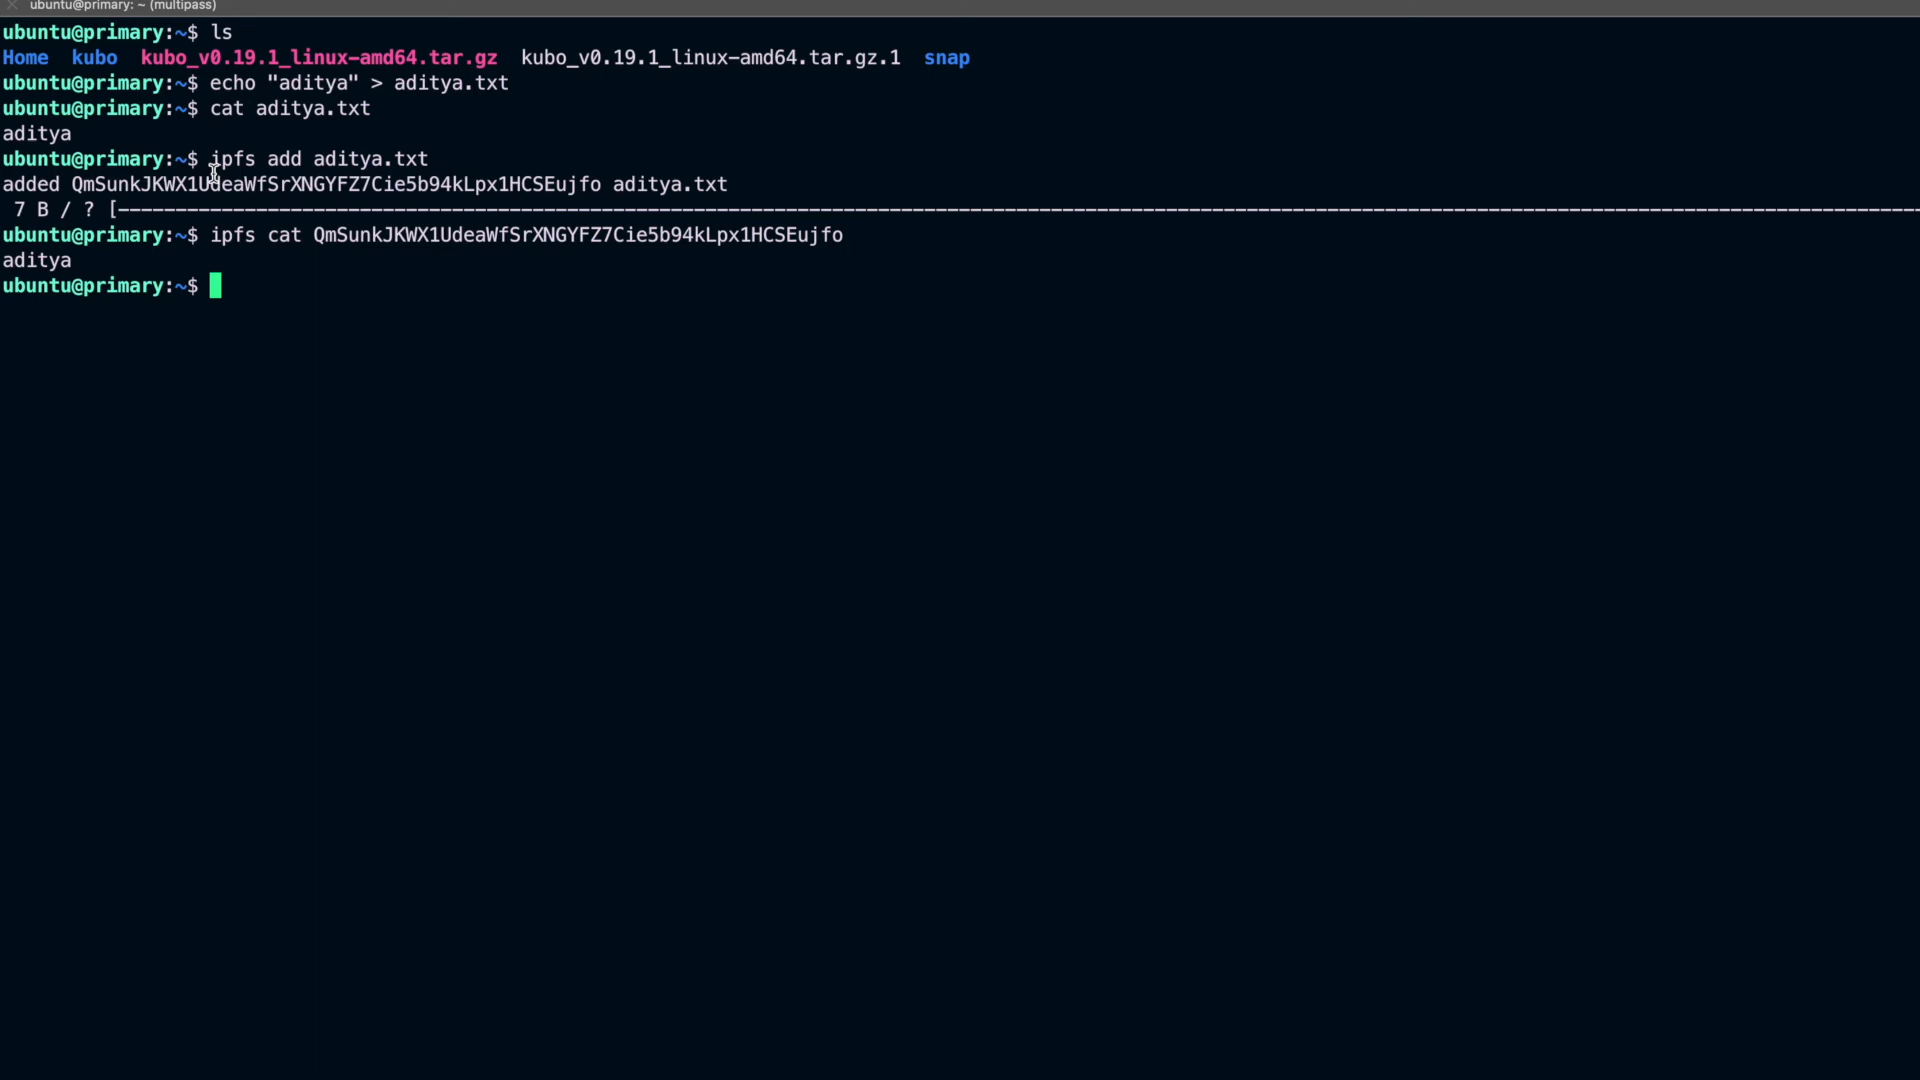 ubuntu@primary: ~ (multipass)
ubuntu@primary:~$ ls
Home kubo kubo_v0.19.1_linux-amd64.tar.gz kubo_v0.19.1_linux-amd64.tar.gz.1 snap
ubuntu@primary:~$ echo "aditya" > aditya.txt
ubuntu@primary:~$ cat aditya.txt
aditya
ubuntu@primary:~$ ipfs add aditya.txt
added QmSunkJKWX1UdeaWfSrXNGYFZ7Cie5b94kLpx1HCSEujfo aditya.txt
7 B / ? [--------------------------------------------------------------------------------
ubuntu@primary:~$ ipfs cat QmSunkJKWX1UdeaWfSrXNGYFZ7Cie5b94kLpx1HCSEujfo
aditya
ubuntu@primary:~$